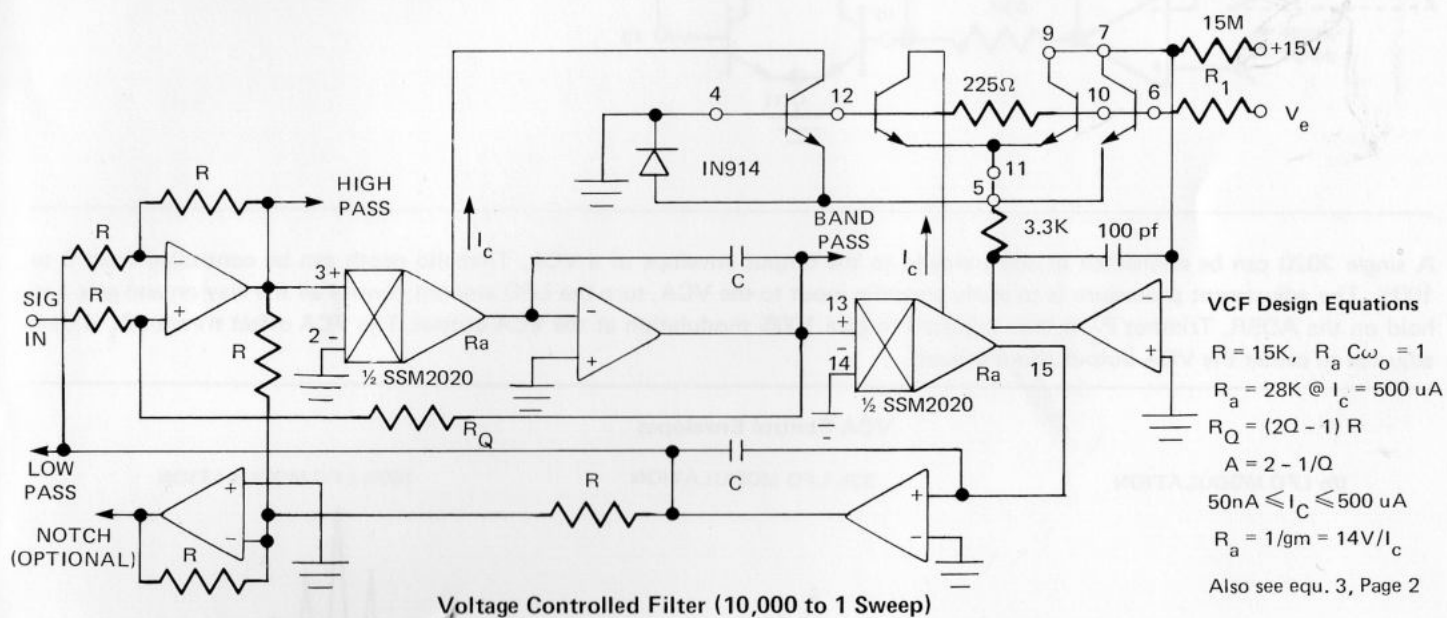 15M
+15V
9
7
R1
225Ω
4
12
10
6
Ve
11
5
IN914
R
HIGH PASS
Ic
BAND PASS
3.3K
100 pf
R
C
Ic
SIG IN
R
3+
2 -
Ra
½ SSM2020
R
-
+
13
+
-
14
Ra
15
½ SSM2020
-
+
RQ
LOW PASS
C
R
NOTCH (OPTIONAL)
+
-
R
+
-
VCF Design Equations
R = 15K, RaCωo = 1
Ra = 28K @ Ic = 500 uA
RQ = (2Q - 1) R
A = 2 - 1/Q
50nA ≤ IC ≤ 500 uA
Ra = 1/gm = 14V/Ic
Also see equ. 3, Page 2
Voltage Controlled Filter (10,000 to 1 Sweep)